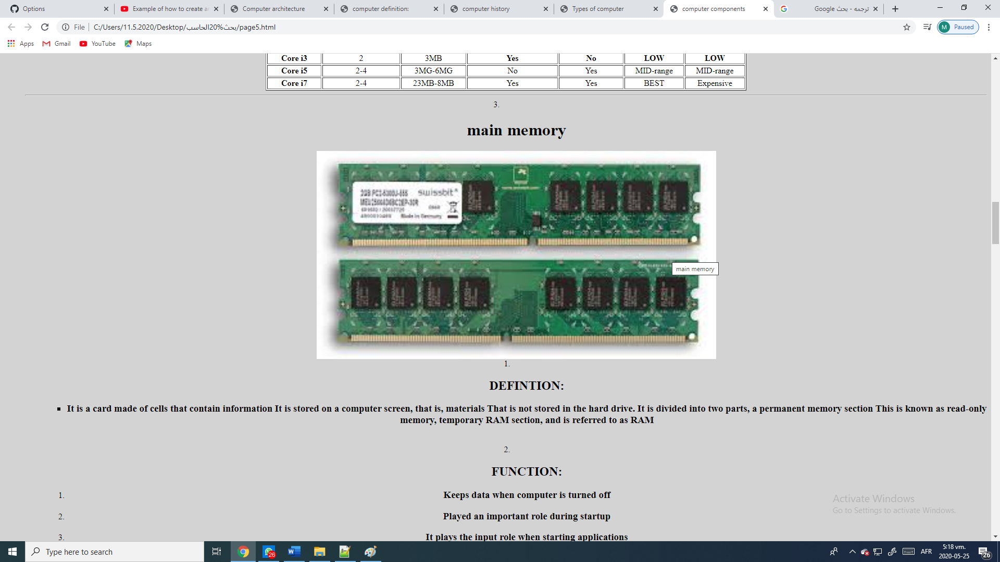 Options
Example of how to create a
Computer architecture
computer definition:
computer history
Types of computer
computer components
ترجمه - بحث Google
File
C:/Users/11.5.2020/Desktop/بحث%20الحاسب/page5.html
M Paused
Apps Gmail YouTube Maps
Core i3 2 3MB Yes No LOW LOW
Core i5 2-4 3MG-6MG No Yes MID-range MID-range
Core i7 2-4 23MB-8MB Yes Yes BEST Expensive
3.
main memory
2GB PC2-5300U-555 swissbit
Made in Germany
main memory
1.
DEFINTION:
▪ It is a card made of cells that contain information It is stored on a computer screen, that is, materials That is not stored in the hard drive. It is divided into two parts, a permanent memory section This is known as read-only
memory, temporary RAM section, and is referred to as RAM
2.
FUNCTION:
1. Keeps data when computer is turned off
2. Played an important role during startup
3. It plays the input role when starting applications
Activate Windows
Go to Settings to activate Windows.
Type here to search
26
AFR
5:18 vm.
2020-05-25
26